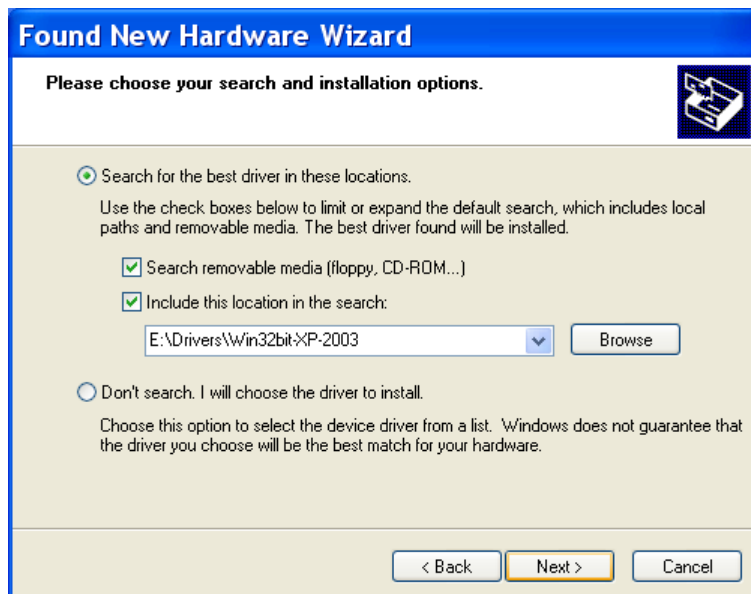 Found New Hardware Wizard
Please choose your search and installation options.
Search for the best driver in these locations.
Use the check boxes below to limit or expand the default search, which includes local
paths and removable media. The best driver found will be installed.
Search removable media (floppy, CD-ROM...)
Include this location in the search:
E:\Drivers\Win32bit-XP-2003
Browse
Don't search. I will choose the driver to install.
Choose this option to select the device driver from a list. Windows does not guarantee that
the driver you choose will be the best match for your hardware.
< Back Next > Cancel